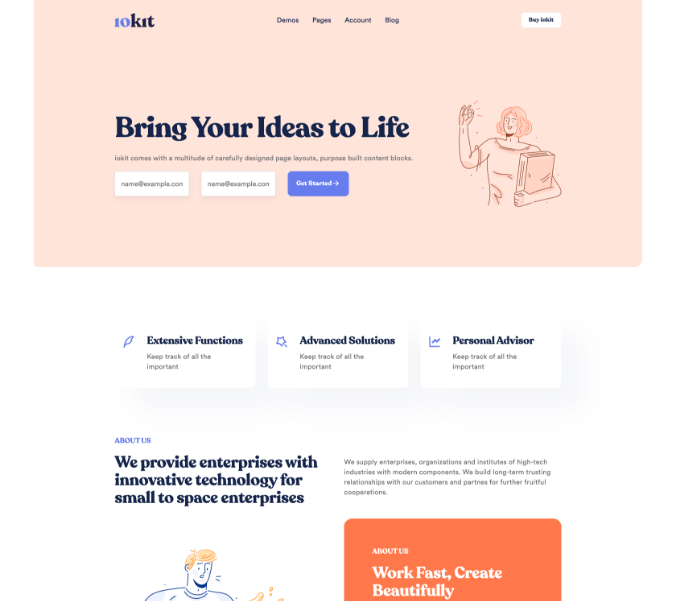 iokit
Demos Pages Account Blog
Buy iokit
Bring Your Ideas to Life
iokit comes with a multitude of carefully designed page layouts, purpose built content blocks.
name@example.con name@example.con Get Started
Extensive Functions
Keep track of all the
important
Advanced Solutions
Keep track of all the
important
Personal Advisor
Keep track of all the
important
ABOUT US
We provide enterprises with
innovative technology for
small to space enterprises
We supply enterprises, organizations and institutes of high-tech
industries with modern components. We build long-term trusting
relationships with our customers and partnes for further fruitful
cooperations.
ABOUT US
Work Fast, Create
Beautifully